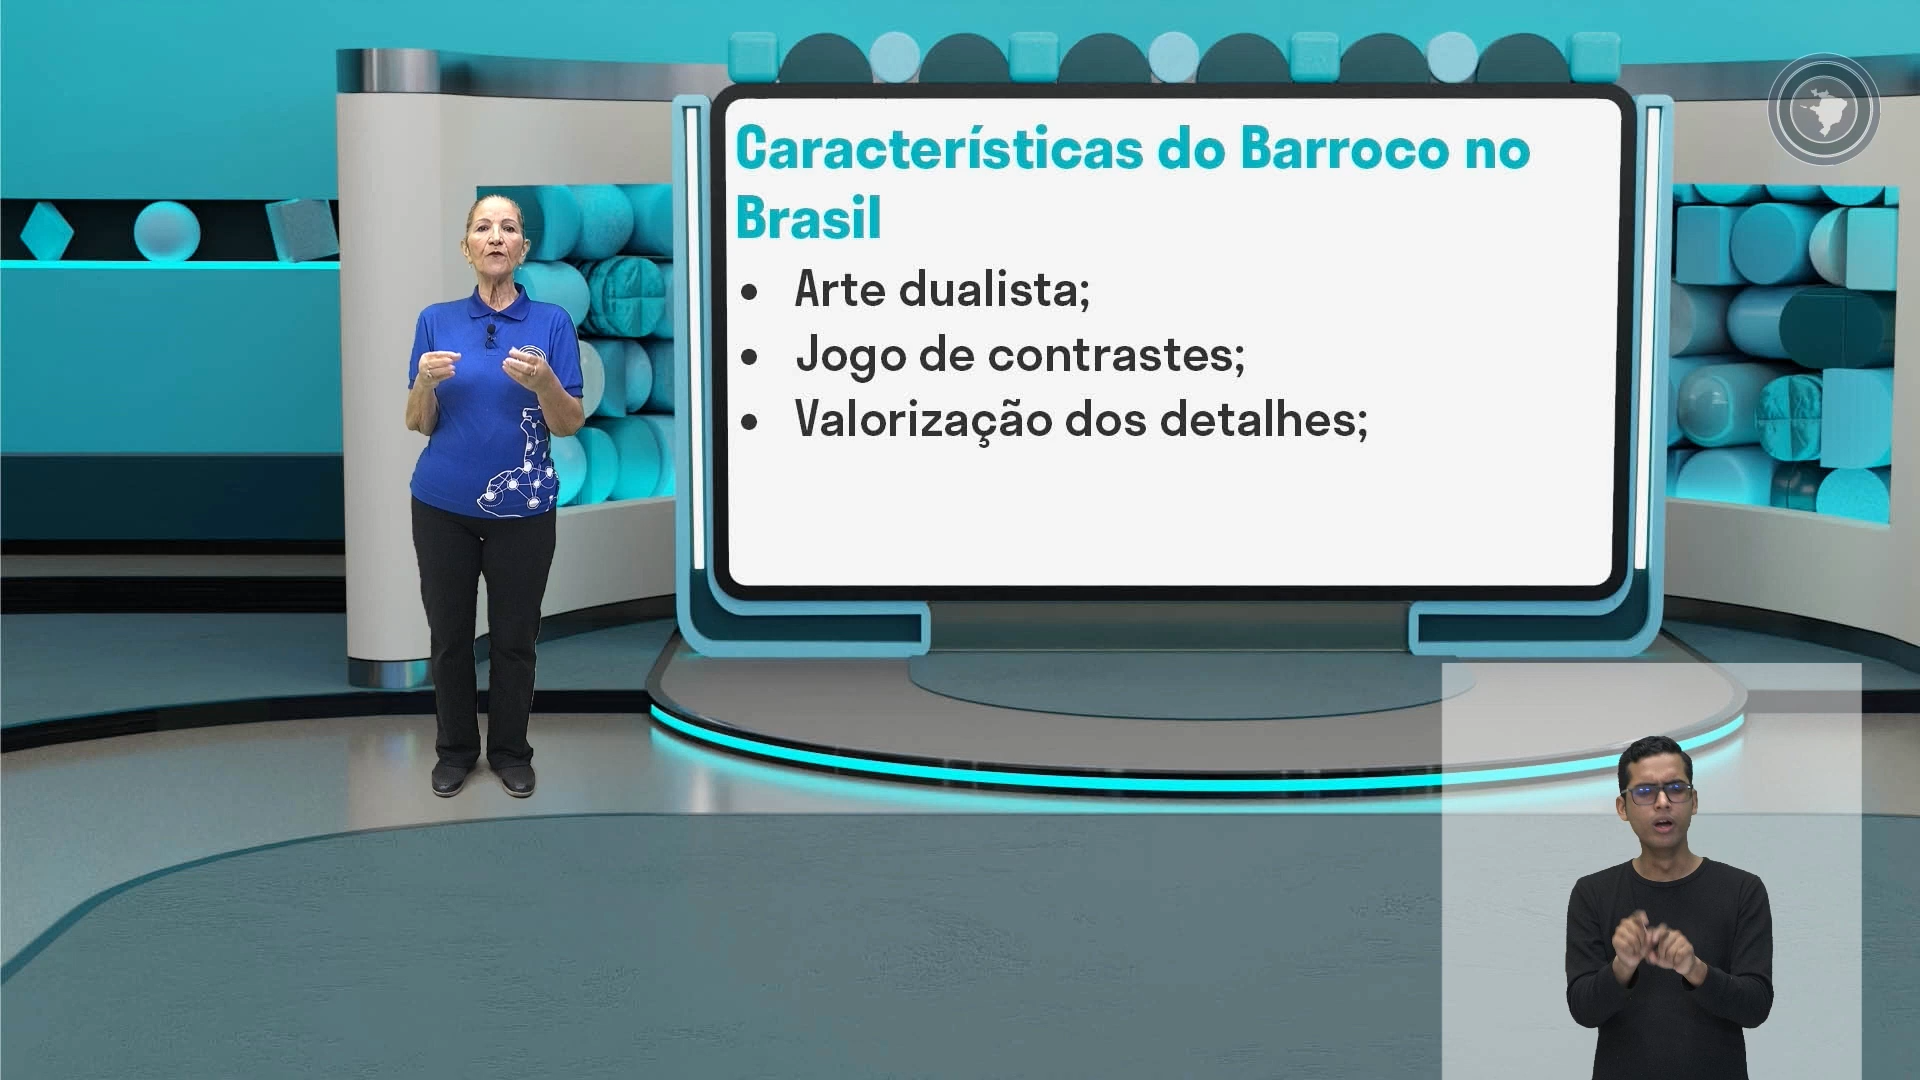 Características do Barroco no
Brasil
• Arte dualista;
• Jogo de contrastes;
• Valorização dos detalhes;